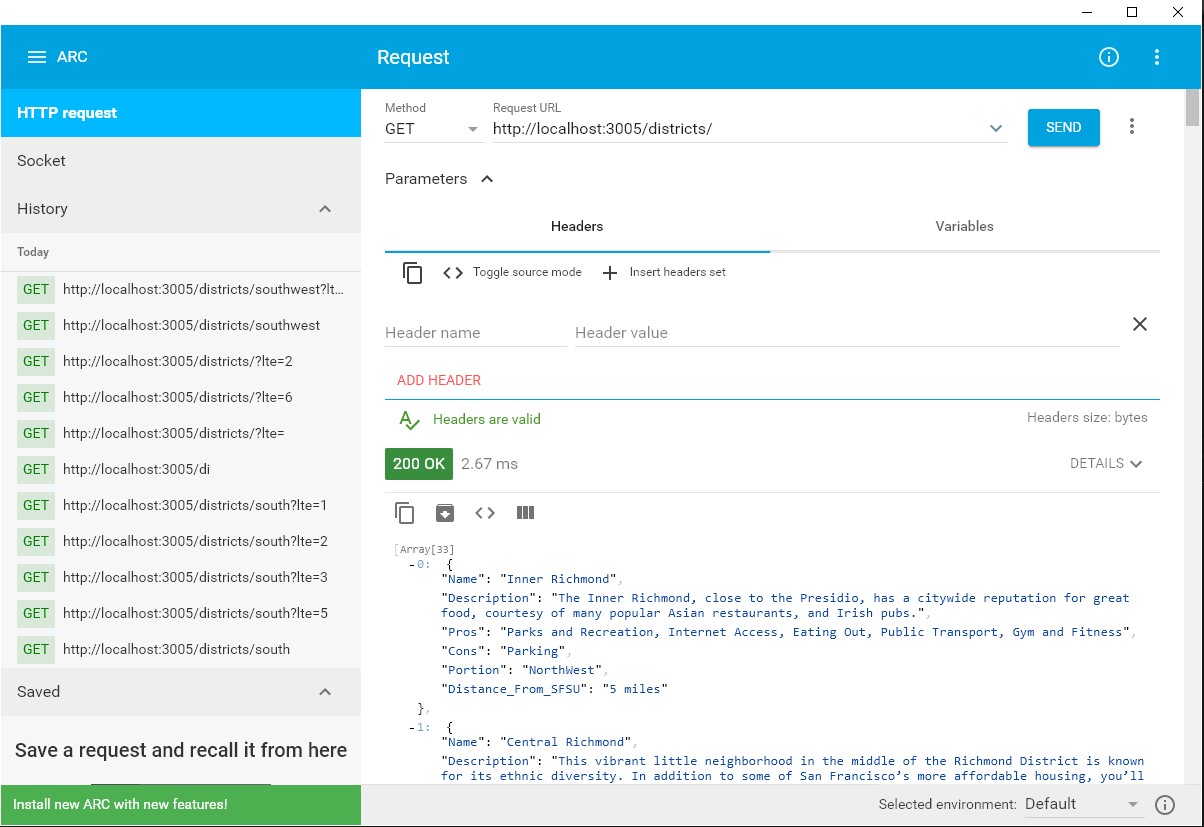 ARC
Request
HTTP request
Socket
History
Today
GET http://localhost:3005/districts/southwest?lt...
GET http://localhost:3005/districts/southwest
GET http://localhost:3005/districts/?lte=2
GET http://localhost:3005/districts/?lte=6
GET http://localhost:3005/districts/?lte=
GET http://localhost:3005/di
GET http://localhost:3005/districts/south?lte=1
GET http://localhost:3005/districts/south?lte=2
GET http://localhost:3005/districts/south?lte=3
GET http://localhost:3005/districts/south?lte=5
GET http://localhost:3005/districts/south
Saved
Save a request and recall it from here
Install new ARC with new features!
Method
Request URL
GET
http://localhost:3005/districts/
SEND
Parameters
Headers
Variables
Toggle source mode
Insert headers set
Header name
Header value
ADD HEADER
Headers are valid
Headers size: bytes
200 OK
2.67 ms
DETAILS
[Array[33]
-0: {
"Name": "Inner Richmond",
"Description": "The Inner Richmond, close to the Presidio, has a citywide reputation for great
food, courtesy of many popular Asian restaurants, and Irish pubs.",
"Pros": "Parks and Recreation, Internet Access, Eating Out, Public Transport, Gym and Fitness",
"Cons": "Parking",
"Portion": "NorthWest",
"Distance_From_SFSU": "5 miles"
},
-1: {
"Name": "Central Richmond",
"Description": "This vibrant little neighborhood in the middle of the Richmond District is known
for its ethnic diversity. In addition to some of San Francisco’s more affordable housing, you’ll
Selected environment: Default